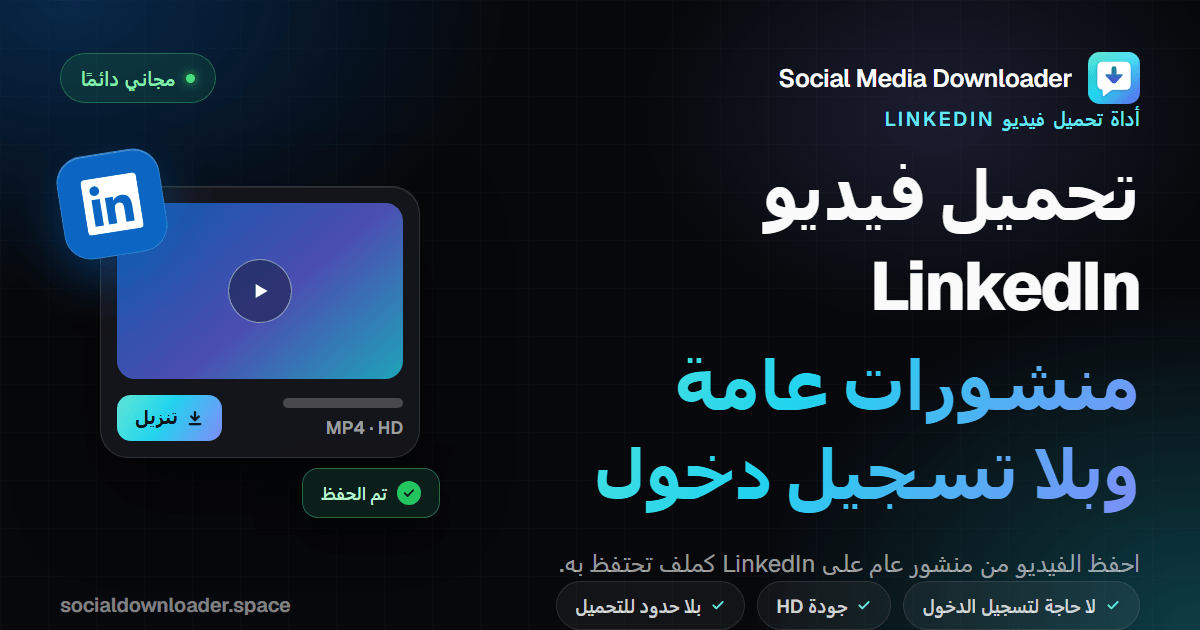 Social Media Downloader
مجاني دائمًا
أداة تحميل فيديو LINKEDIN
تحميل فيديو
LinkedIn
منشورات عامة
وبلا تسجيل دخول
in
تنزيل
MP4 · HD
تم الحفظ
احفظ الفيديو من منشور عام على LinkedIn كملف تحتفظ به.
لا حاجة لتسجيل الدخول
جودة HD
بلا حدود للتحميل
socialdownloader.space